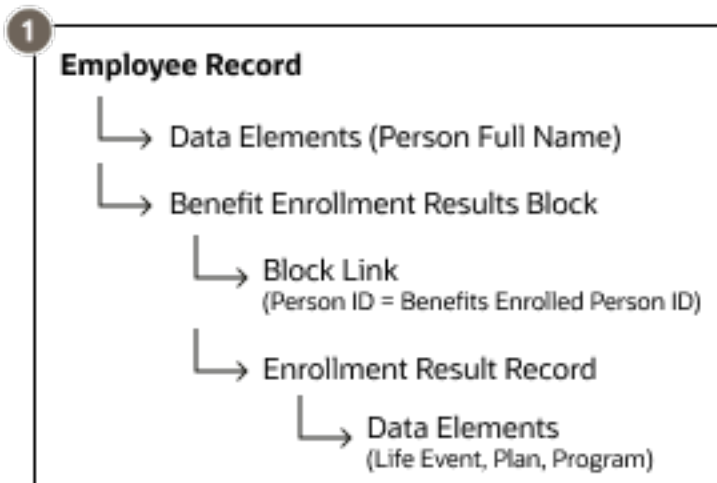 1
Employee Record
Data Elements (Person Full Name)
Benefit Enrollment Results Block
Block Link
(Person ID = Benefits Enrolled Person ID)
Enrollment Result Record
Data Elements
(Life Event, Plan, Program)